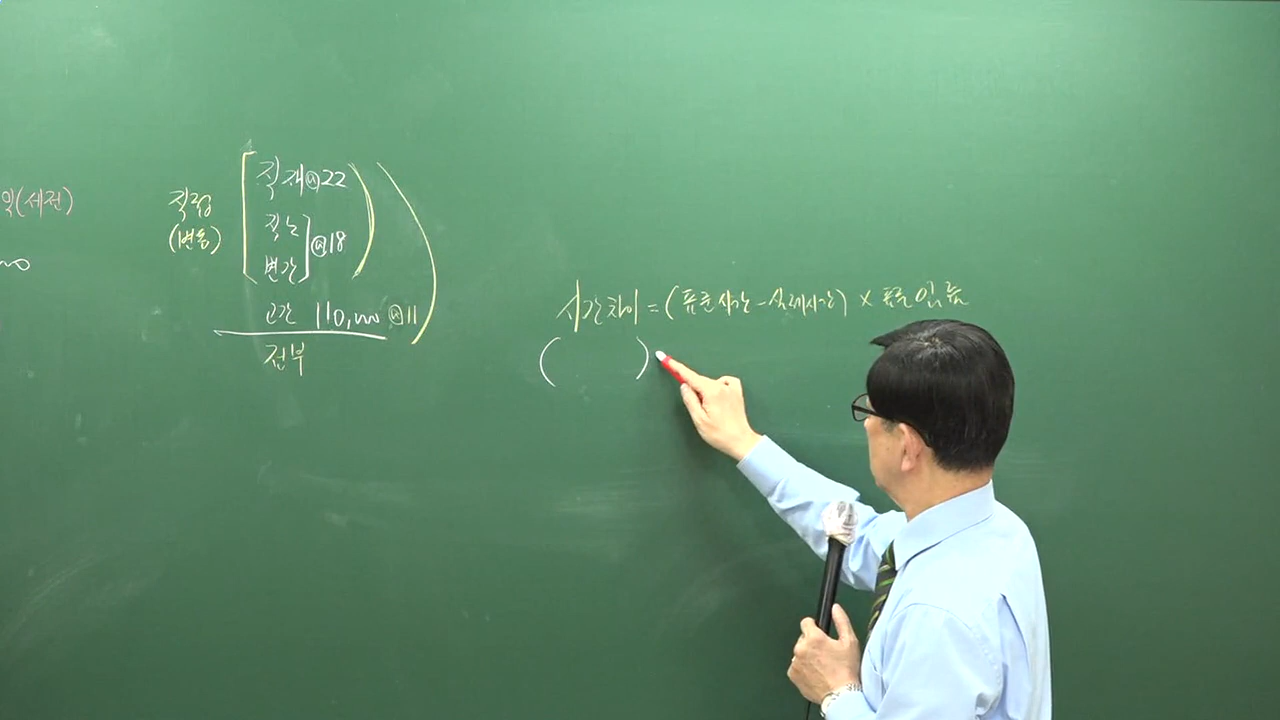 (세전)
직접
(변동)
직재@22
직노
변간
@18
고간 110,000 @11
전부
시간차이 = (표준시간 - 실제시간) × 표준임률
( )